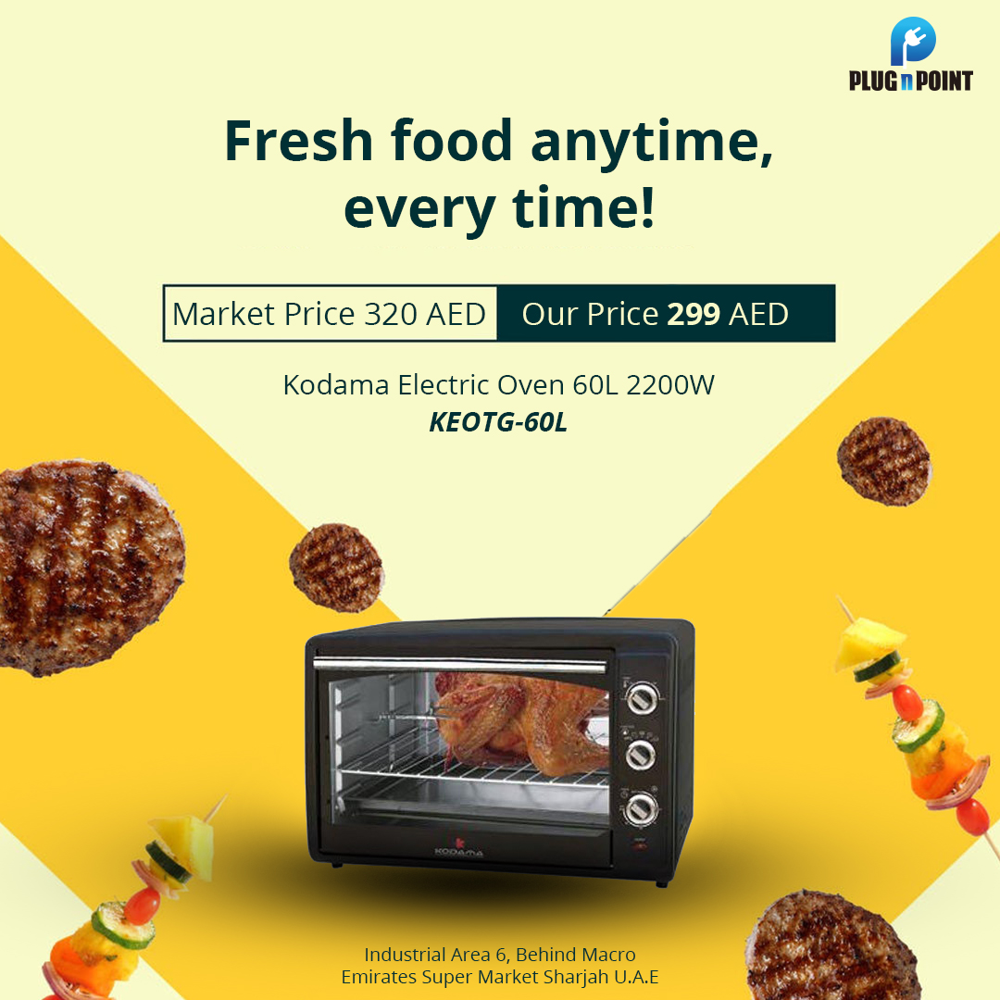 PLUG n POINT
Fresh food anytime,
every time!
Market Price 320 AED Our Price 299 AED
Kodama Electric Oven 60L 2200W
KEOTG-60L
KODAMA
Industrial Area 6, Behind Macro
Emirates Super Market Sharjah U.A.E